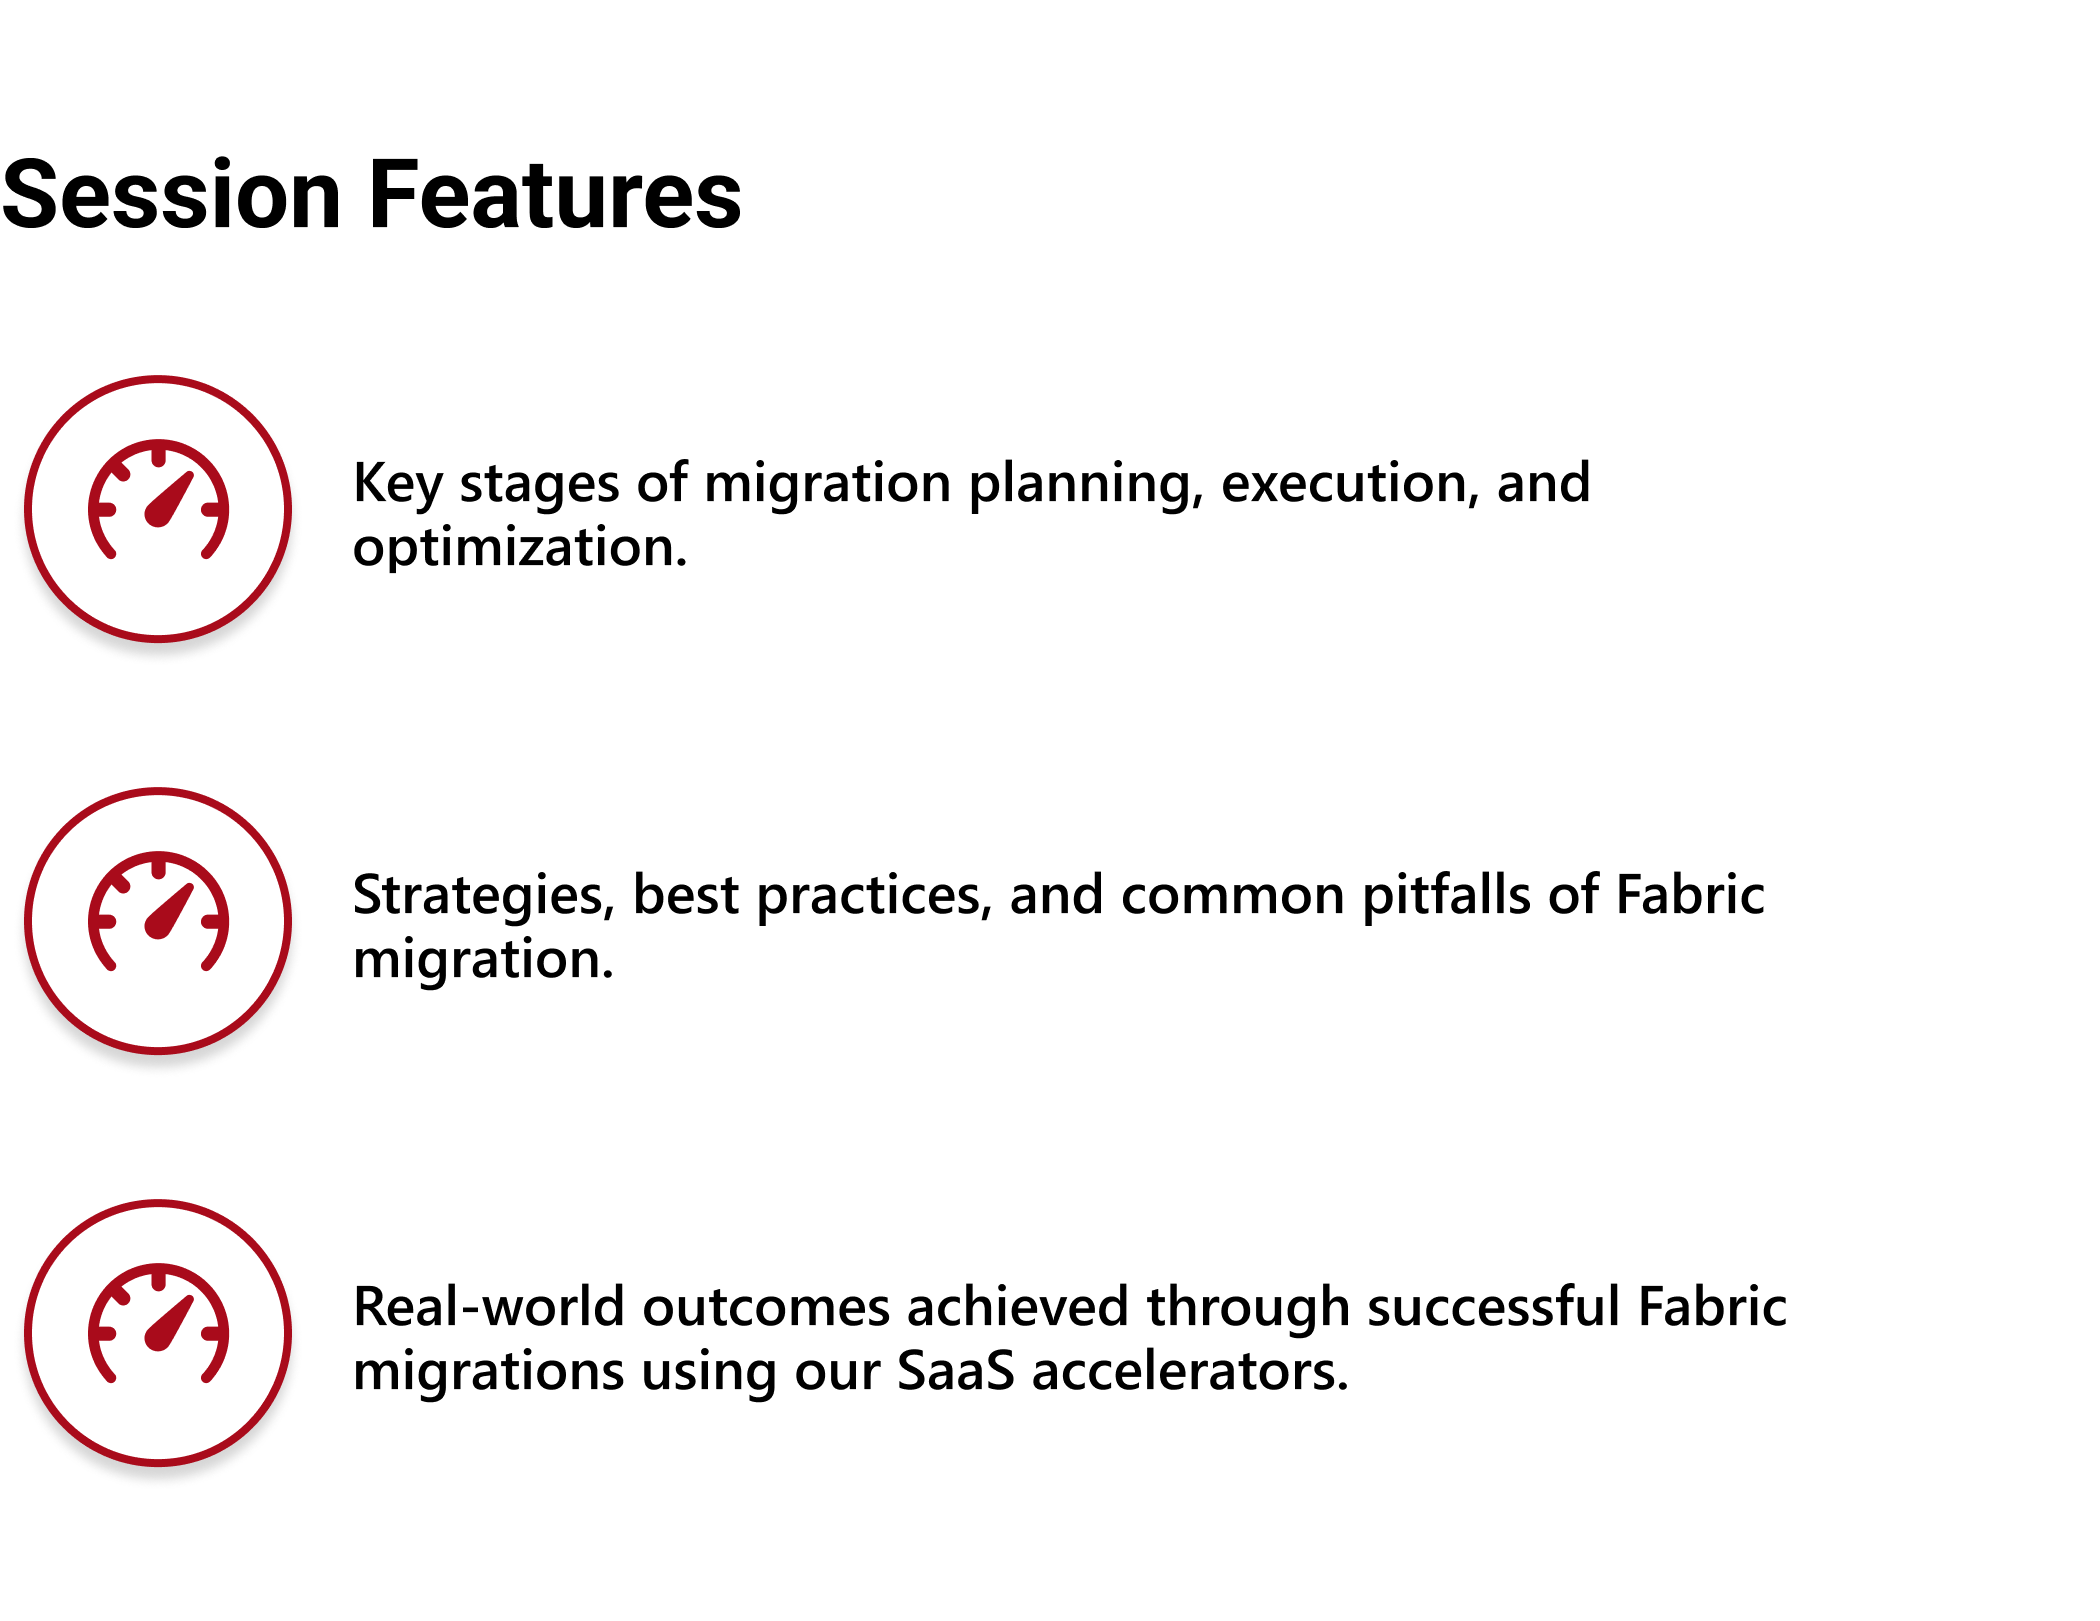 Session Features
Key stages of migration planning, execution, and
optimization.
Strategies, best practices, and common pitfalls of Fabric
migration.
Real-world outcomes achieved through successful Fabric
migrations using our SaaS accelerators.